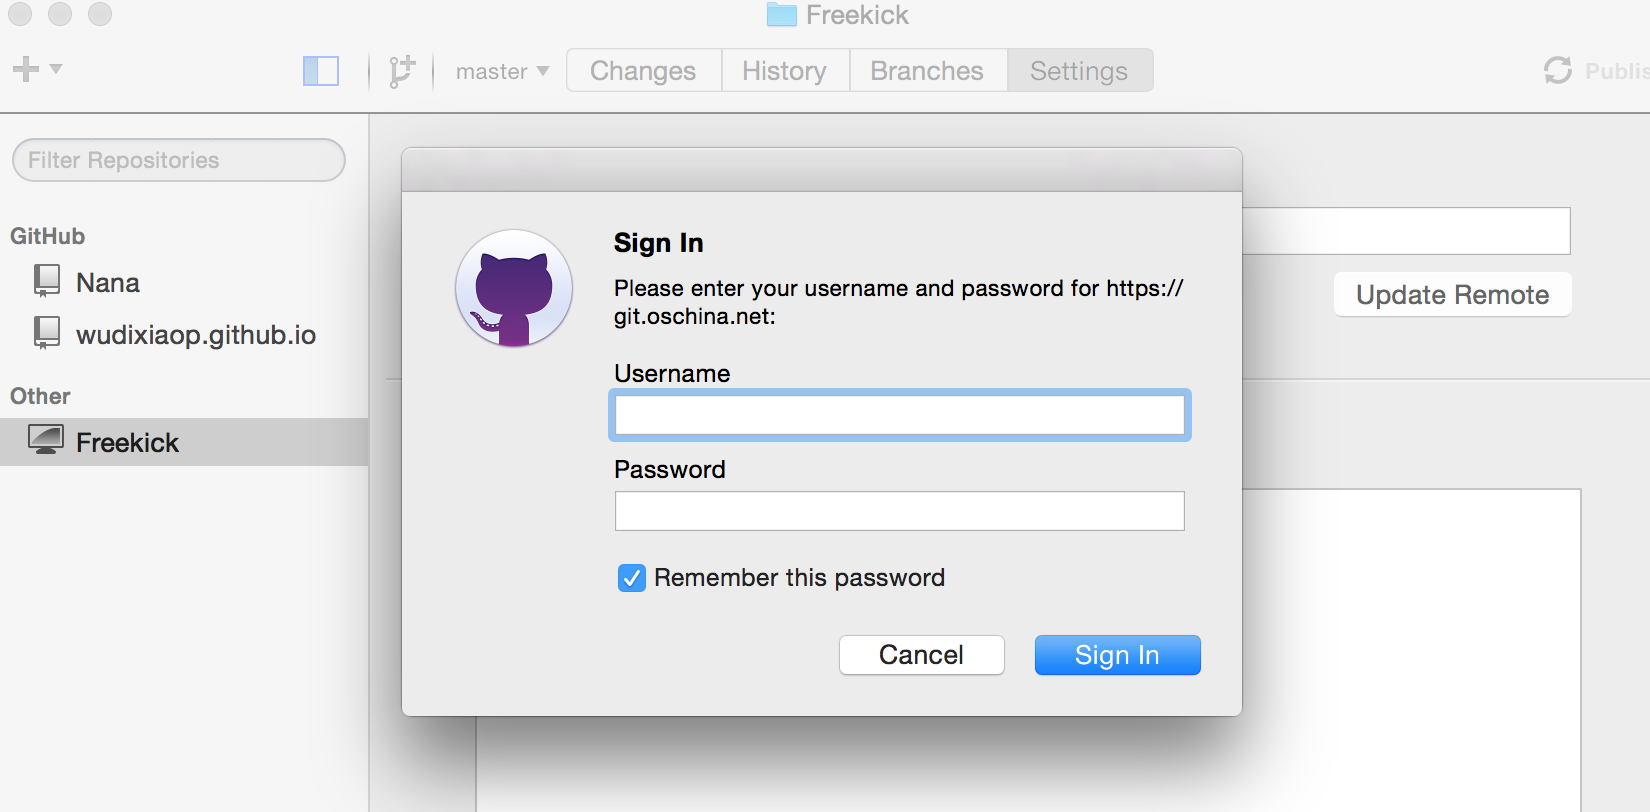 Freekick
master
Changes
History
Branches
Settings
Filter Repositories
GitHub
Nana
wudixiaop.github.io
Other
Freekick
Update Remote
Sign In
Please enter your username and password for https://
git.oschina.net:
Username
Password
Remember this password
Cancel
Sign In